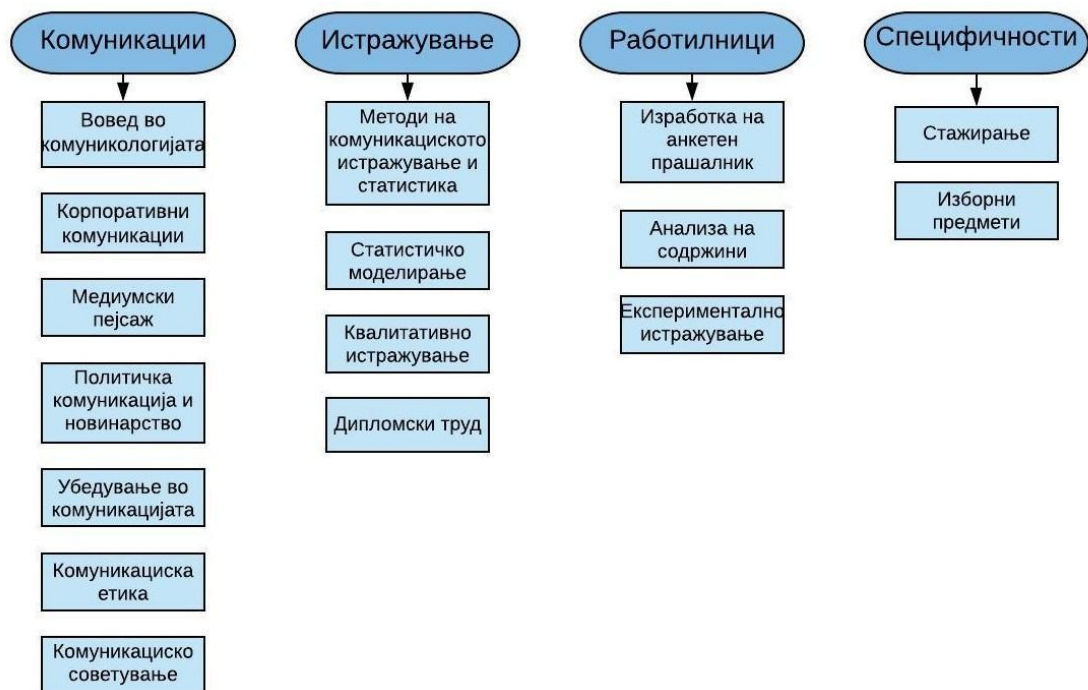 Комуникации
Вовед во
комуникологијата
Корпоративни
комуникации
Медиумски
пејсаж
Политичка
комуникација и
новинарство
Убедување во
комуникацијата
Комуникациска
етика
Комуникациско
советување
Истражување
Методи на
комуникациското
истражување и
статистика
Статистичко
моделирање
Квалитативно
истражување
Дипломски труд
Работилници
Изработка на
анкетен
прашалник
Анализа на
содржини
Експериментално
истражување
Специфичности
Стажирање
Изборни
предмети